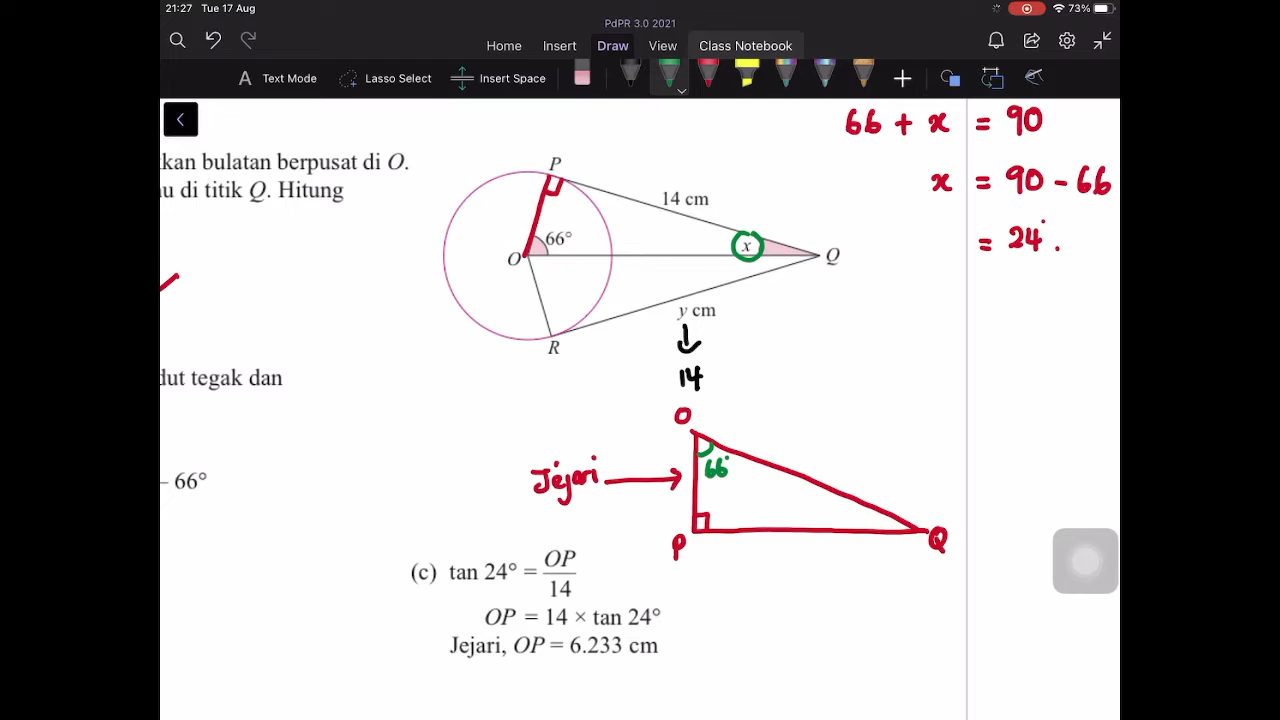 21:27 Tue 17 Aug
73%
PdPR 3.0 2021
Home Insert Draw View Class Notebook
A Text Mode Lasso Select Insert Space
66 + x = 90
x = 90 - 66
= 24° .
kan bulatan berpusat di O.
u di titik Q. Hitung
P
14 cm
66°
x
O
Q
y cm
R
14
dut tegak dan
O
66°
Jejari
– 66°
P
Q
(c) tan 24° = OP/14
OP = 14 × tan 24°
Jejari, OP = 6.233 cm